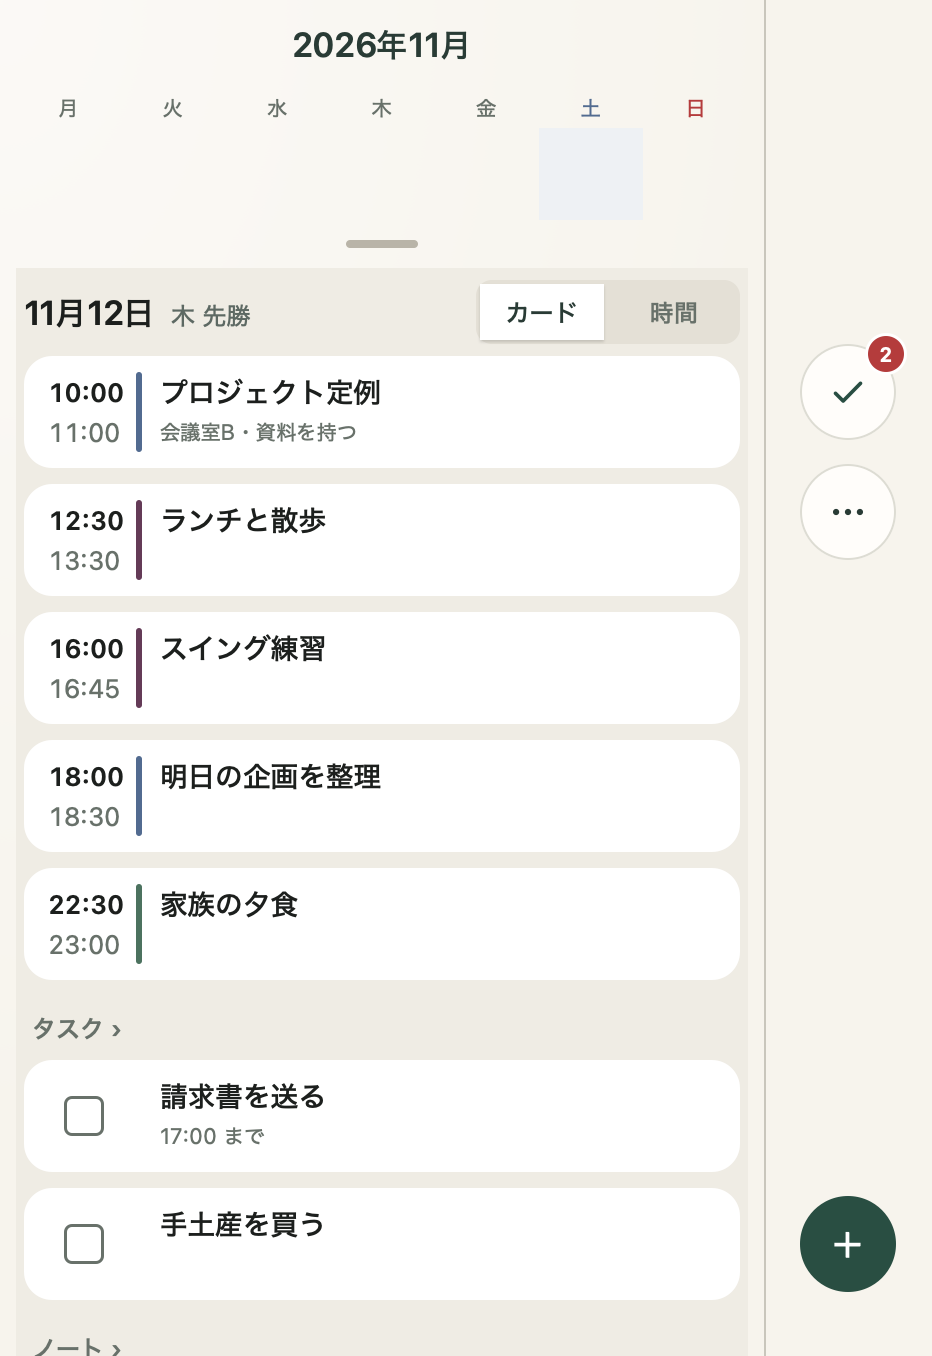 2026年11月
月 火 水 木 金 土 日
11月12日 木 先勝 カード 時間
10:00 プロジェクト定例
11:00 会議室B・資料を持つ
12:30 ランチと散歩
13:30
16:00 スイング練習
16:45
18:00 明日の企画を整理
18:30
22:30 家族の夕食
23:00
タスク ›
請求書を送る
17:00 まで
手土産を買う
ノート ›
2